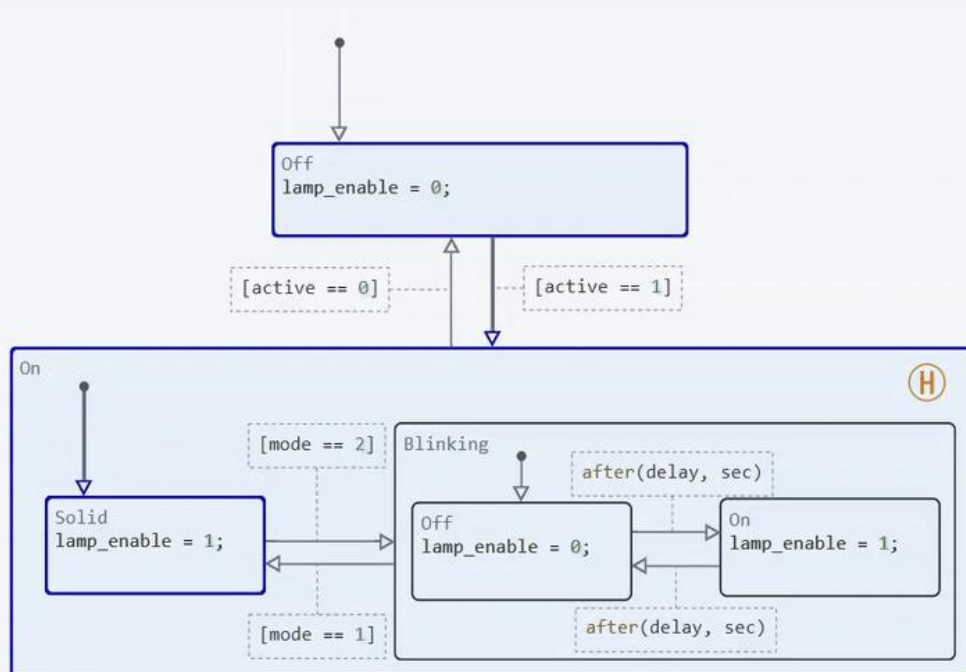 Off
lamp_enable = 0;
[active == 0]
[active == 1]
On
H
[mode == 2]
Blinking
after(delay, sec)
Solid
lamp_enable = 1;
Off
lamp_enable = 0;
On
lamp_enable = 1;
[mode == 1]
after(delay, sec)